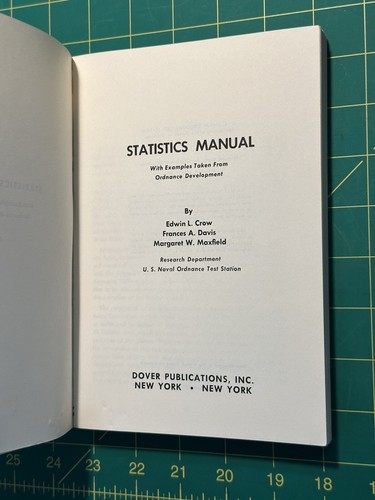 STATISTICS MANUAL
With Examples Taken From
Ordnance Development
By
Edwin L. Crow
Frances A. Davis
Margaret W. Maxfield
Research Department
U. S. Naval Ordnance Test Station
DOVER PUBLICATIONS, INC.
NEW YORK • NEW YORK
25 24 23 22 21 20 19 18